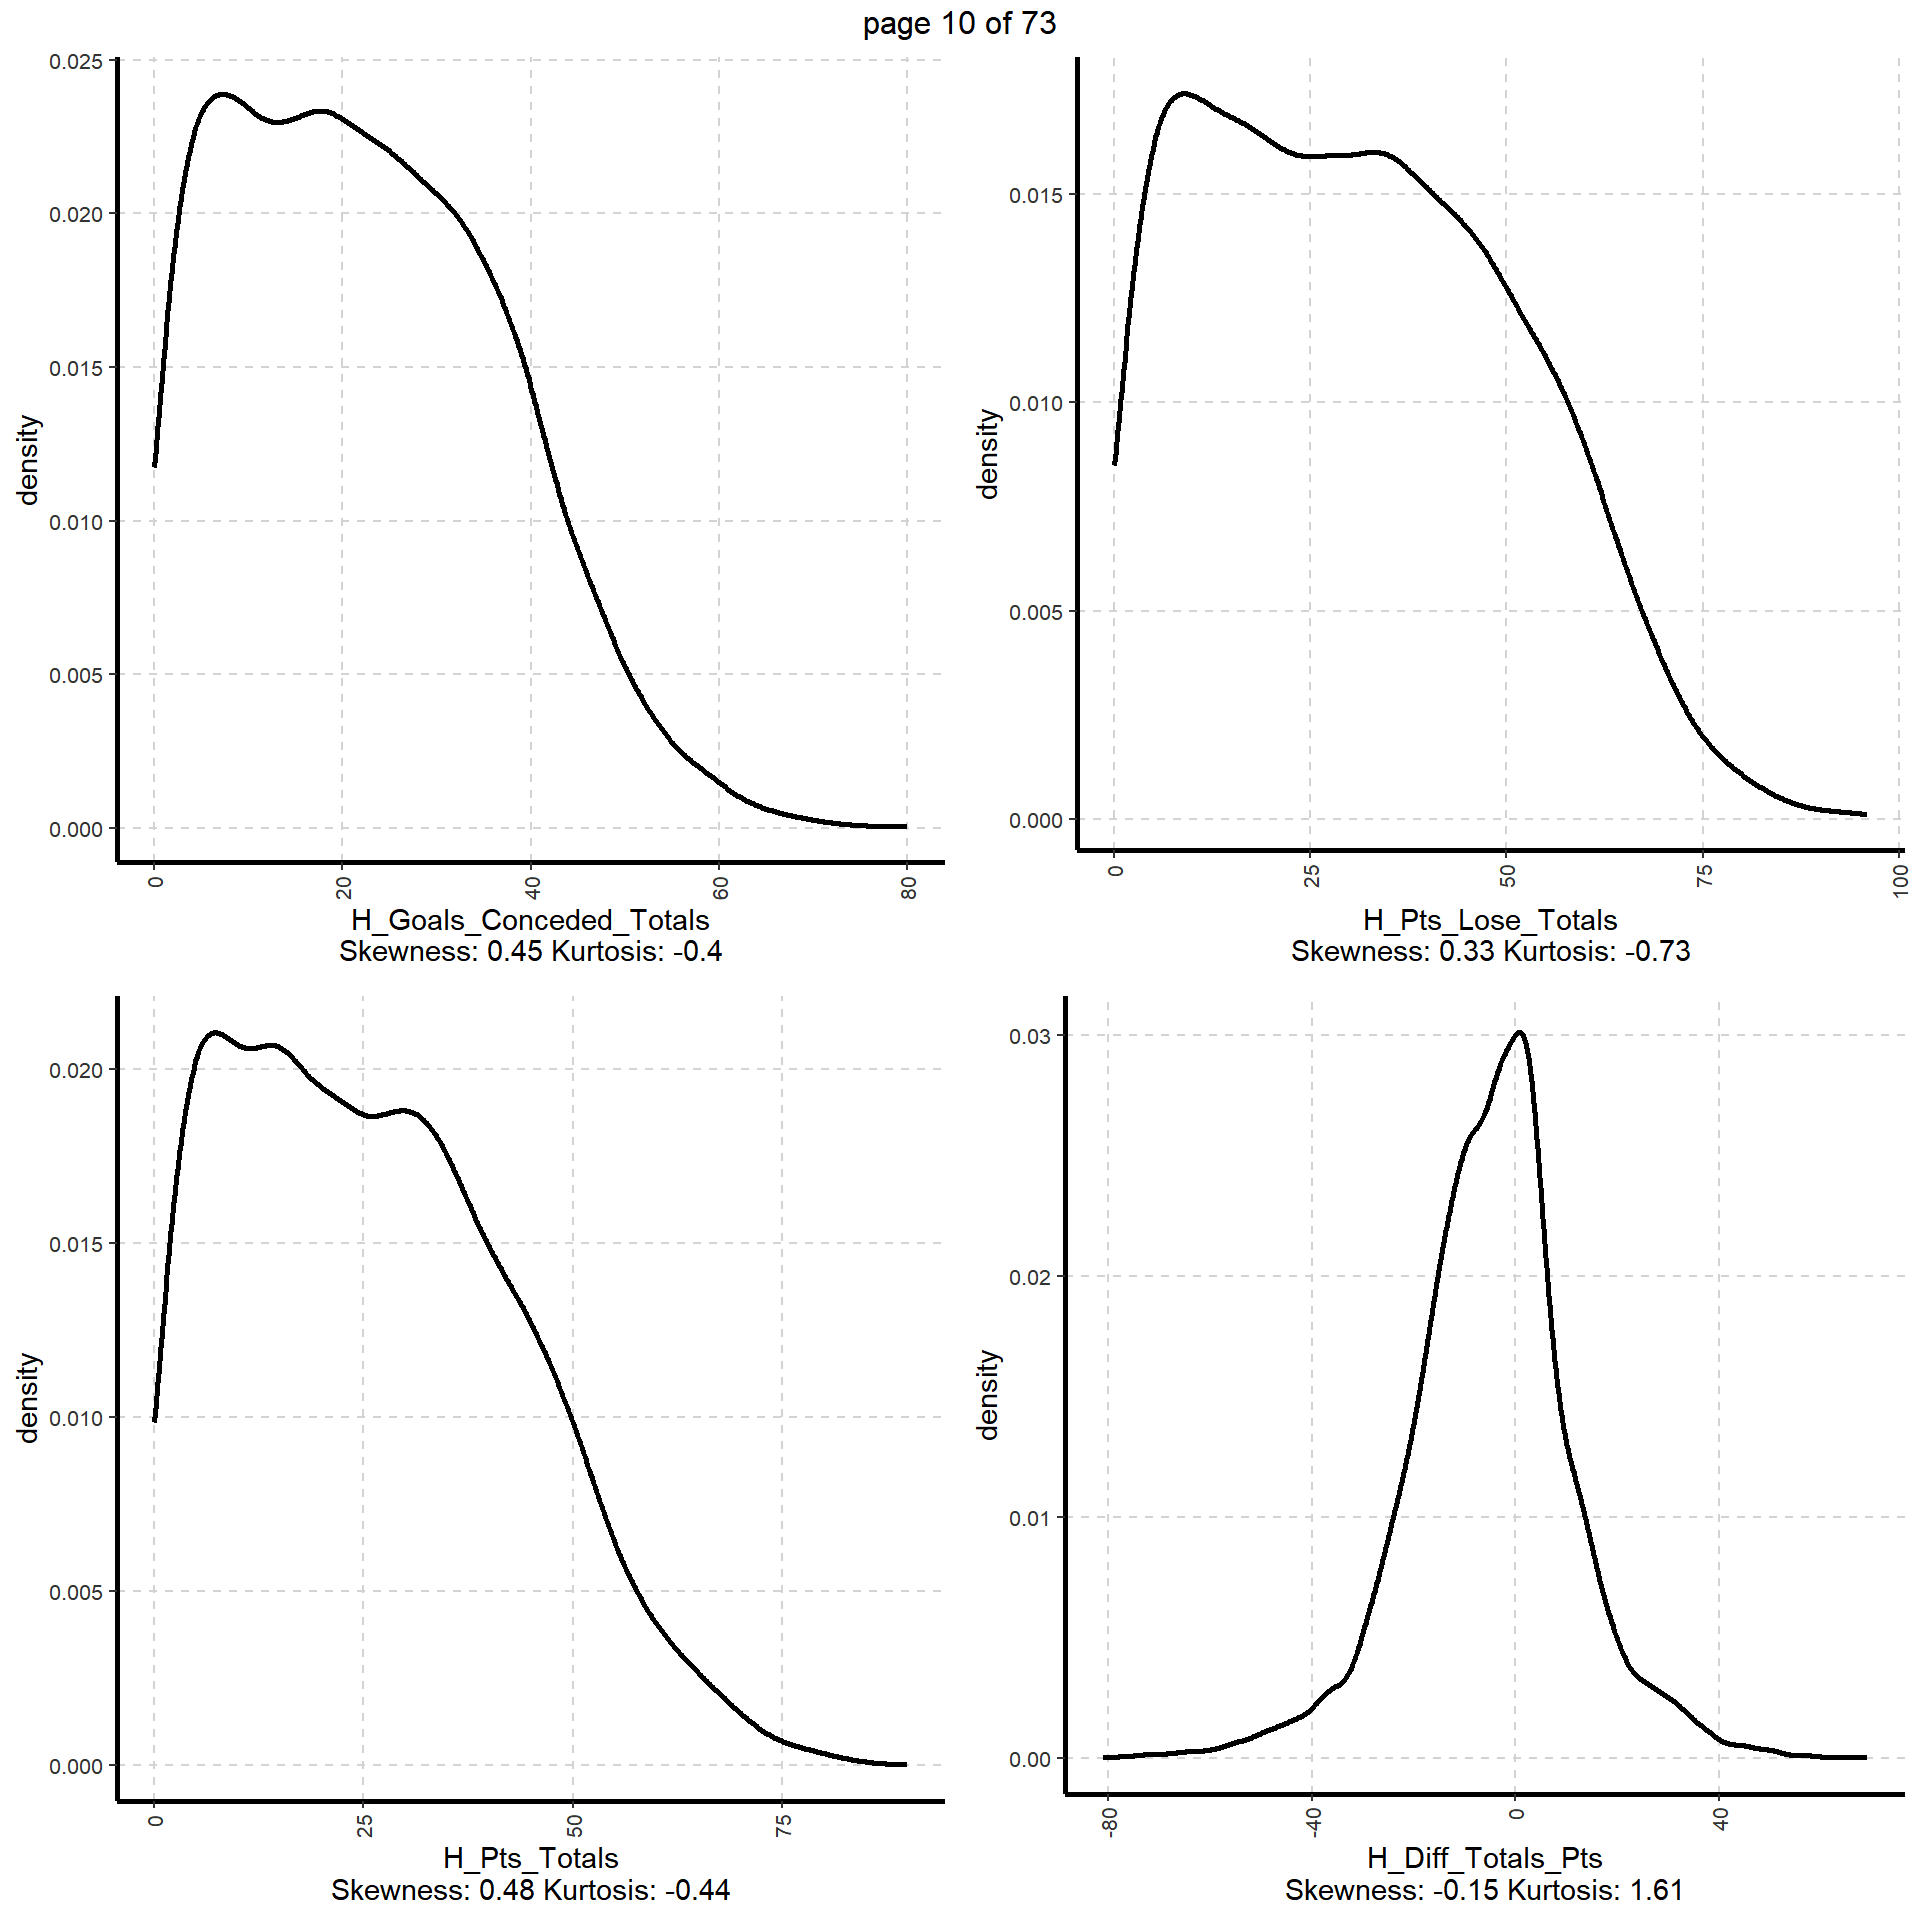 page 10 of 73
0.025
0.020
0.015
0.010
0.005
0.000
density
0 20 40 60 80
H_Goals_Conceded_Totals
Skewness: 0.45 Kurtosis: -0.4
0.015
0.010
0.005
0.000
density
0 25 50 75 100
H_Pts_Lose_Totals
Skewness: 0.33 Kurtosis: -0.73
0.020
0.015
0.010
0.005
0.000
density
0 25 50 75
H_Pts_Totals
Skewness: 0.48 Kurtosis: -0.44
0.03
0.02
0.01
0.00
density
-80 -40 0 40
H_Diff_Totals_Pts
Skewness: -0.15 Kurtosis: 1.61